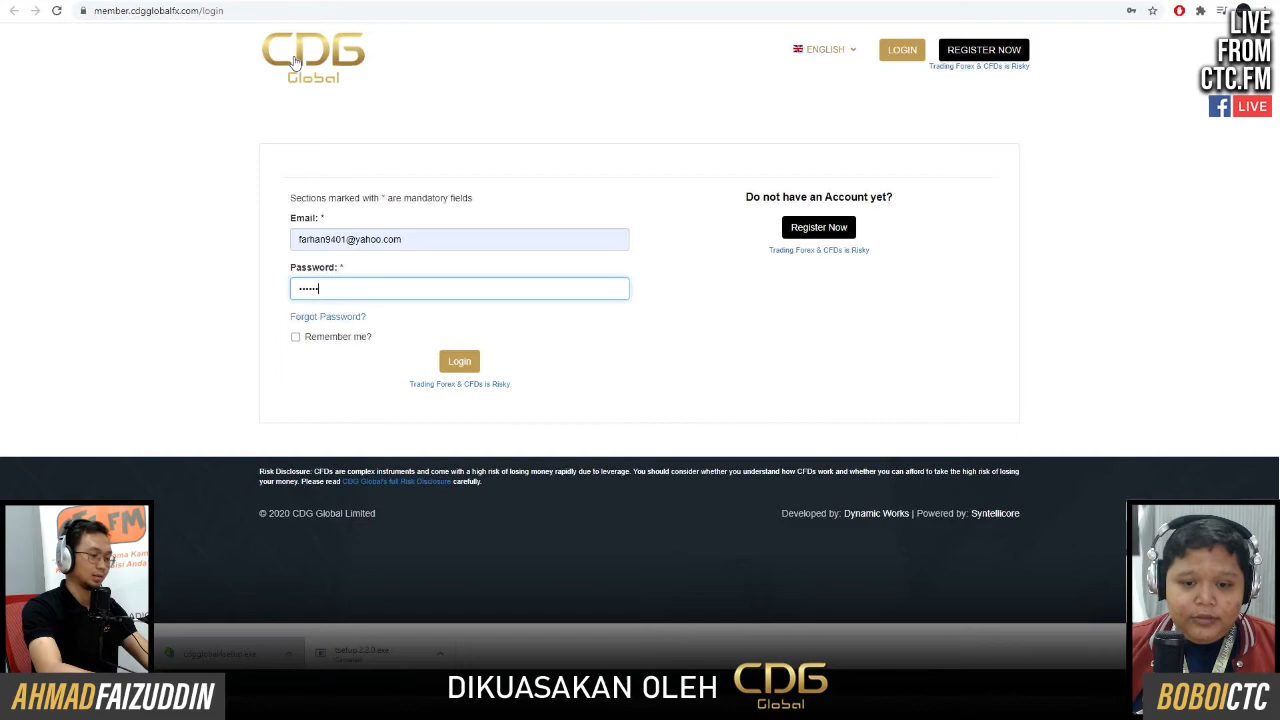 member.cdgglobalfx.com/login
LIVE
FROM
CTC.FM
LIVE
CDG
Global
ENGLISH
LOGIN
REGISTER NOW
Trading Forex & CFDs is Risky
Sections marked with * are mandatory fields
Email: *
farhan9401@yahoo.com
Password: *
Forgot Password?
Remember me?
Login
Trading Forex & CFDs is Risky
Do not have an Account yet?
Register Now
Trading Forex & CFDs is Risky
Risk Disclosure: CFDs are complex instruments and come with a high risk of losing money rapidly due to leverage. You should consider whether you understand how CFDs work and whether you can afford to take the high risk of losing
your money. Please read CDG Global's full Risk Disclosure carefully.
© 2020 CDG Global Limited
Developed by: Dynamic Works | Powered by: Syntellicore
DIKUASAKAN OLEH CDG
Global
AHMADFAIZUDDIN
BOBOICTC